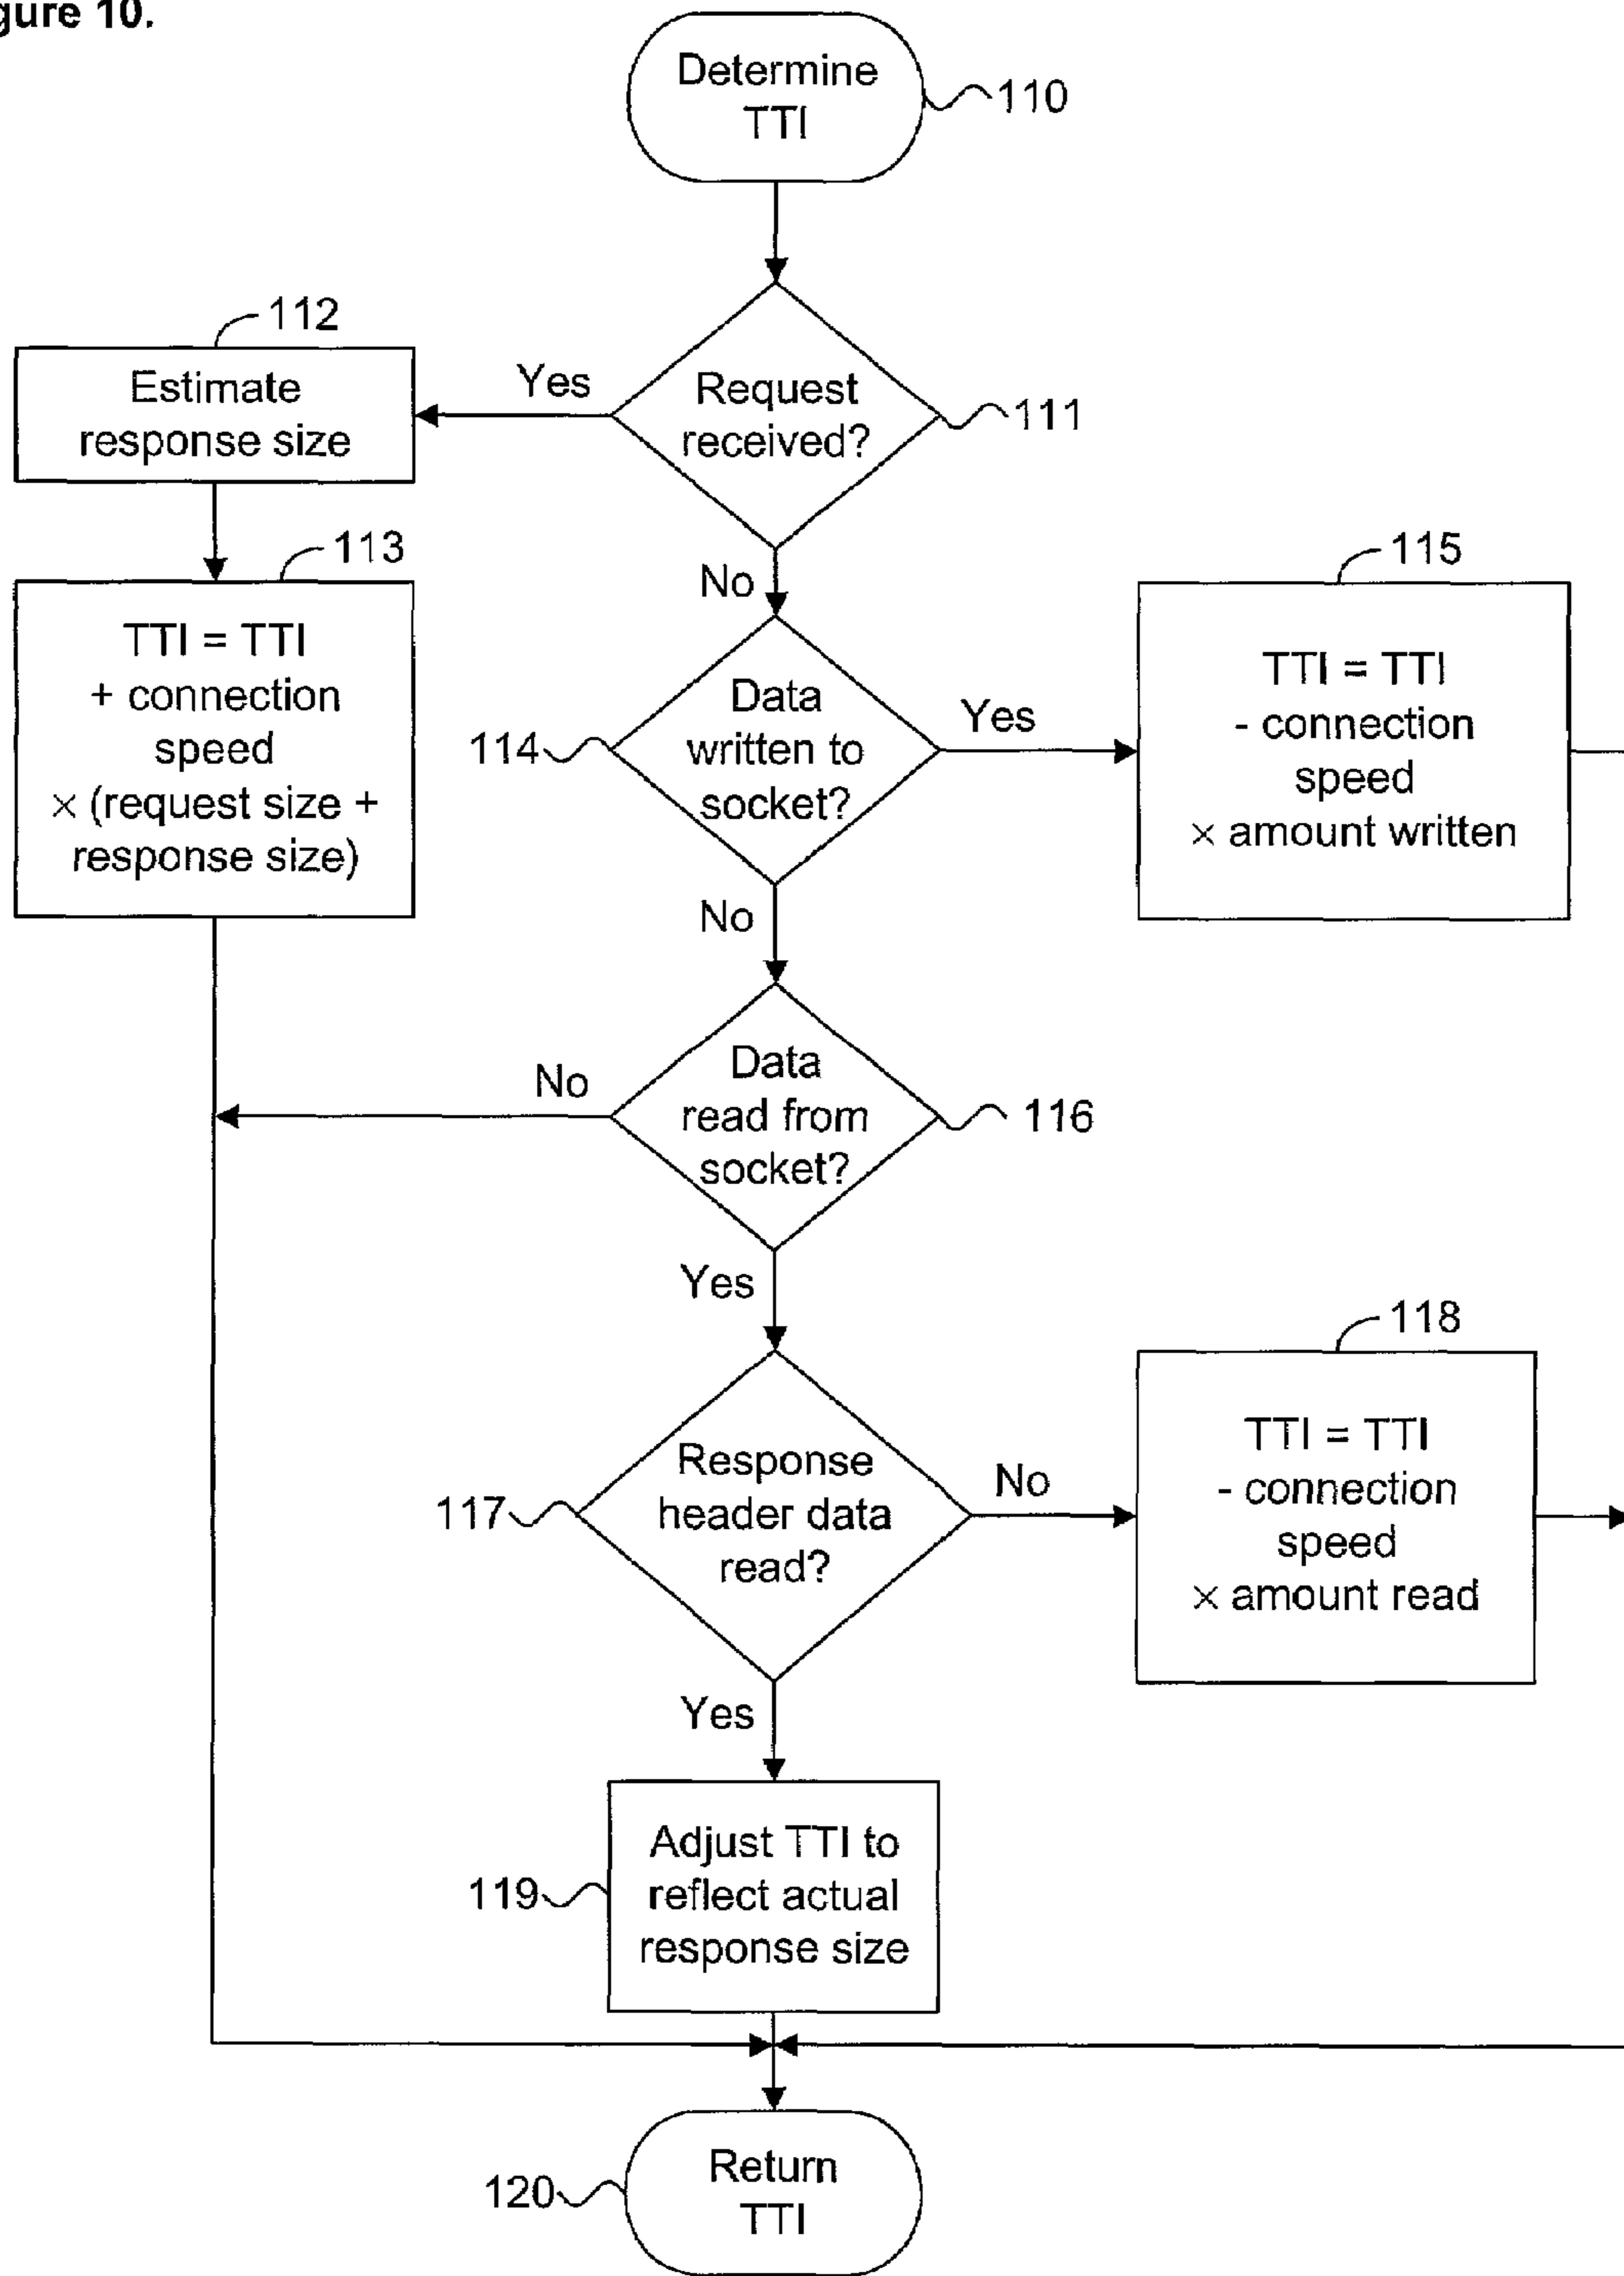 gure 10.
Determine
TTI
110
112
Estimate
response size
Yes
Request
received?
111
113
TTI = TTI
+ connection
speed
× (request size +
response size)
No
114
Data
written to
socket?
Yes
115
TTI = TTI
- connection
speed
× amount written
No
No
Data
read from
socket?
116
Yes
117
Response
header data
read?
No
118
TTI = TTI
- connection
speed
× amount read
Yes
119
Adjust TTI to
reflect actual
response size
120
Return
TTI